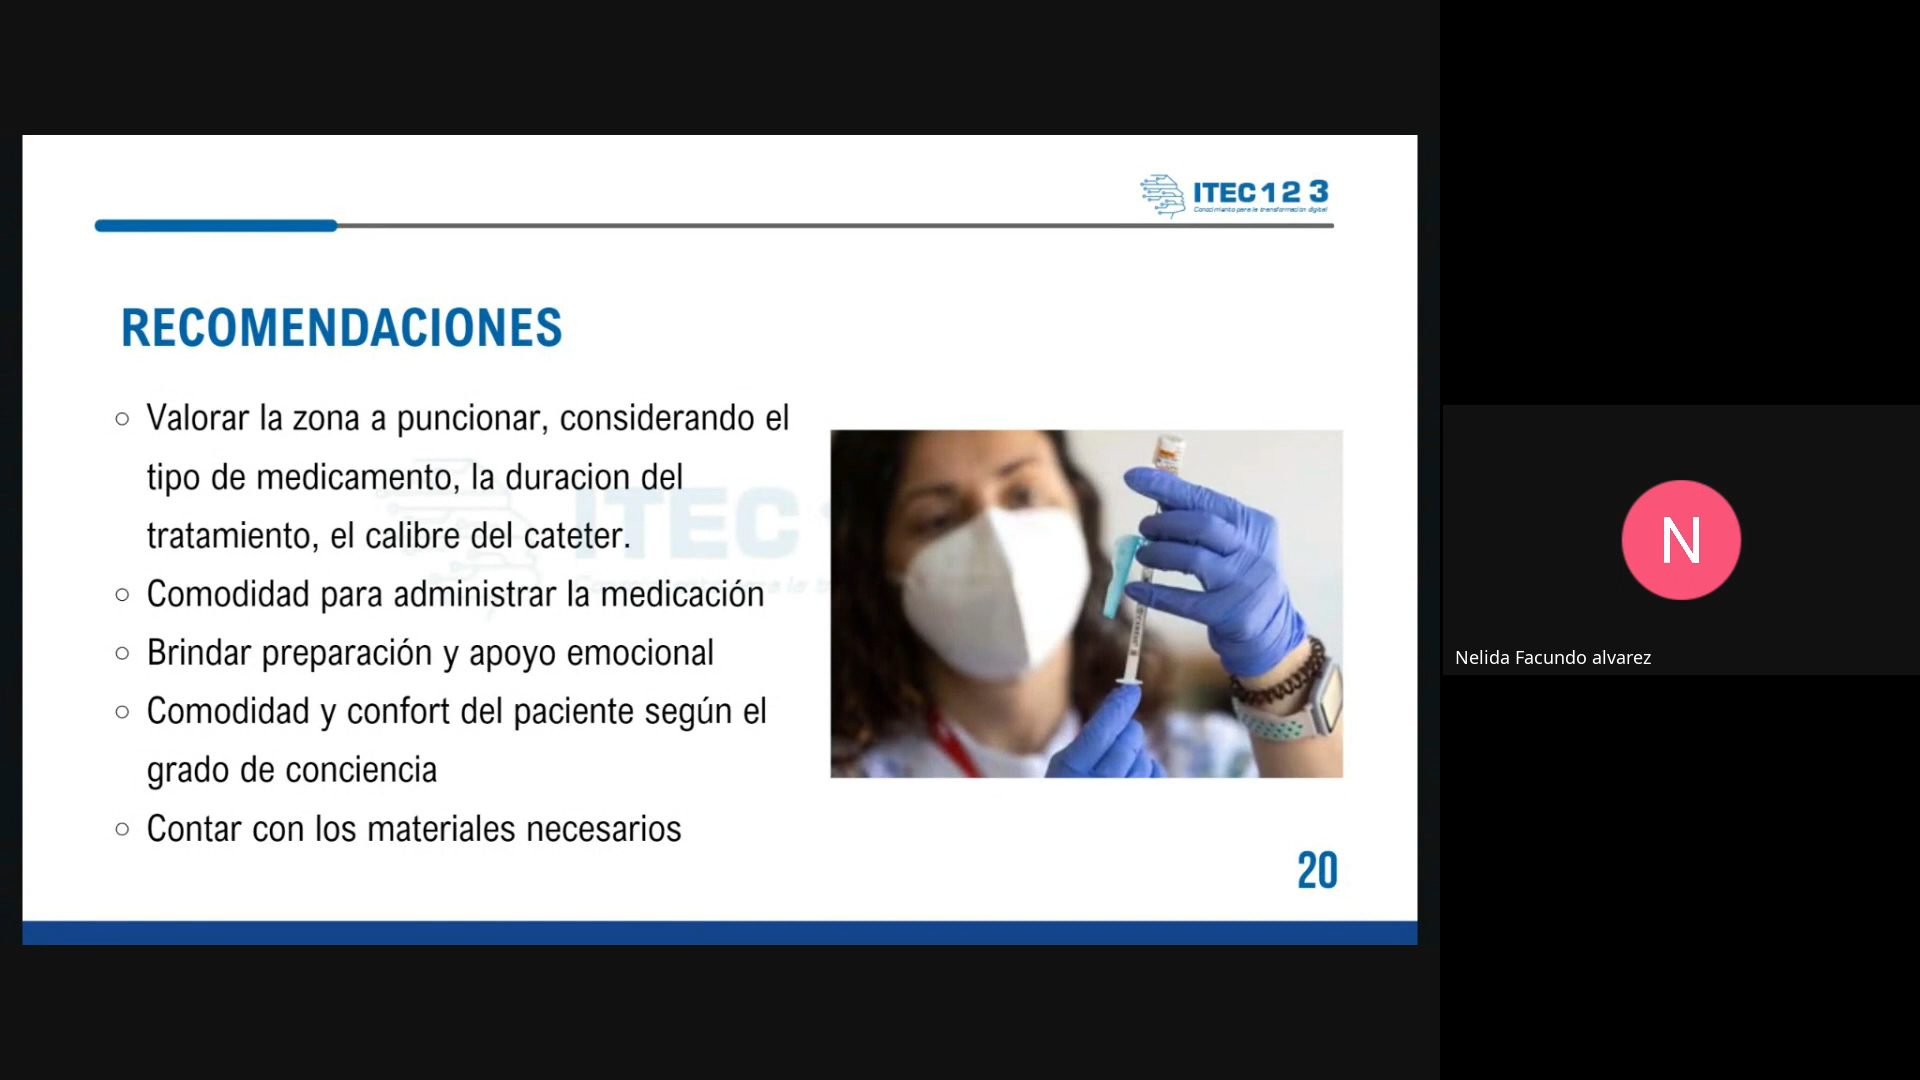 ITEC 1 2 3
Conocimiento para la transformación digital
RECOMENDACIONES
Valorar la zona a puncionar, considerando el
tipo de medicamento, la duracion del
tratamiento, el calibre del cateter.
Comodidad para administrar la medicación
Brindar preparación y apoyo emocional
Comodidad y confort del paciente según el
grado de conciencia
Contar con los materiales necesarios
ITEC
20
N
Nelida Facundo alvarez